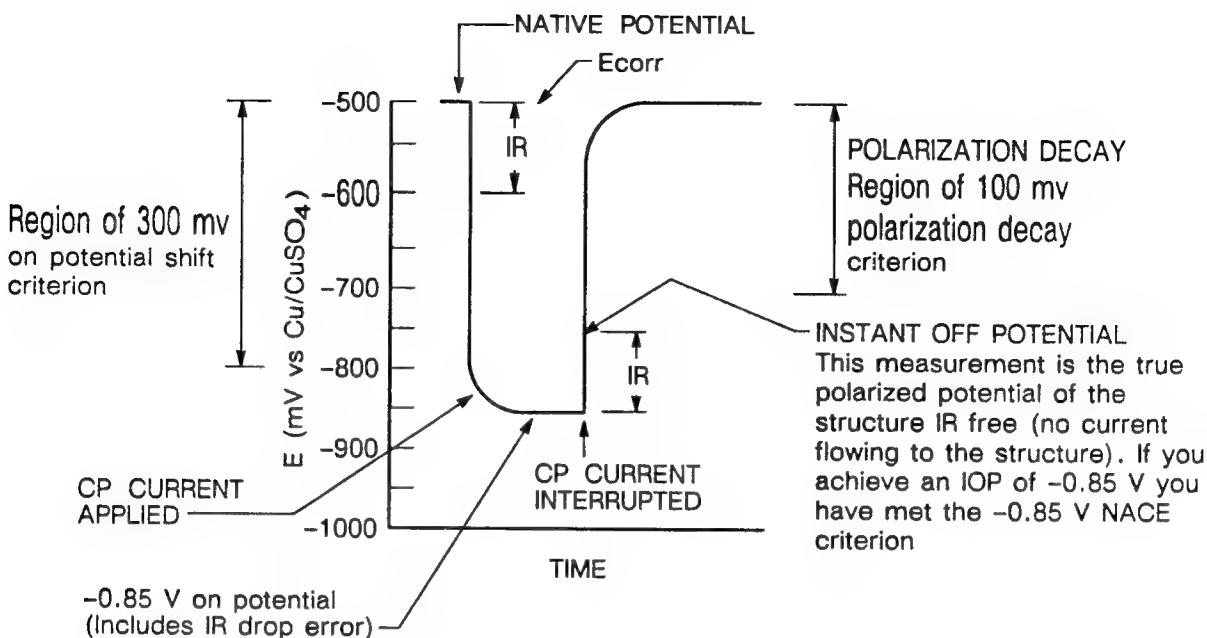 NATIVE POTENTIAL
Ecorr
-500
-600
-700
-800
-900
-1000
E (mV vs Cu/CuSO4)
TIME
IR
IR
Region of 300 mv
on potential shift
criterion
POLARIZATION DECAY
Region of 100 mv
polarization decay
criterion
INSTANT OFF POTENTIAL
This measurement is the true
polarized potential of the
structure IR free (no current
flowing to the structure). If you
achieve an IOP of -0.85 V you
have met the -0.85 V NACE
criterion
CP CURRENT
APPLIED
CP CURRENT
INTERRUPTED
-0.85 V on potential
(Includes IR drop error)